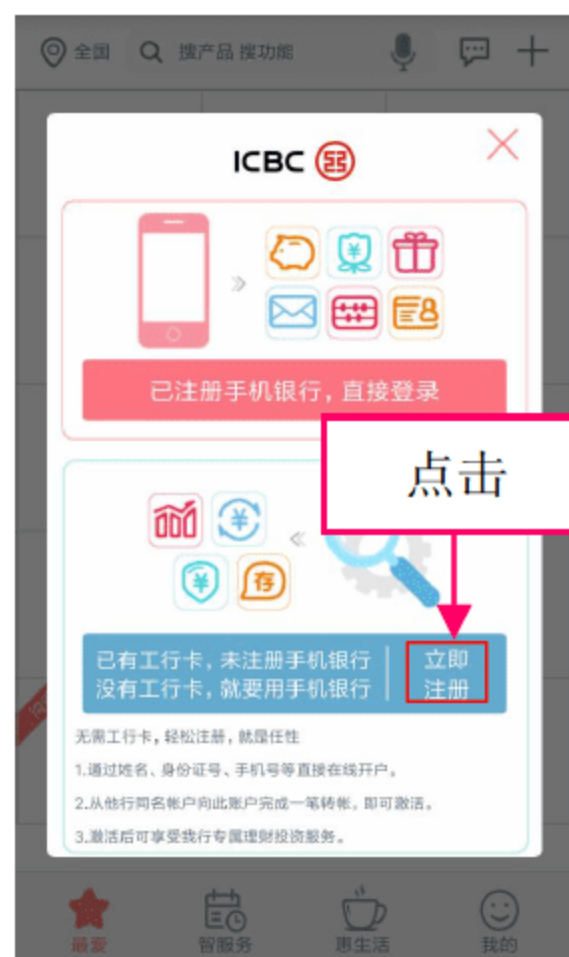 全国 搜产品 搜功能
ICBC
已注册手机银行，直接登录
点击
存
已有工行卡，未注册手机银行
没有工行卡，就要用手机银行
立即
注册
无需工行卡，轻松注册，就是任性
1.通过姓名、身份证号、手机号等直接在线开户。
2.从他行同名帐户向此账户完成一笔转帐，即可激活。
3.激活后可享受我行专属理财投资服务。
最爱 智服务 惠生活 我的